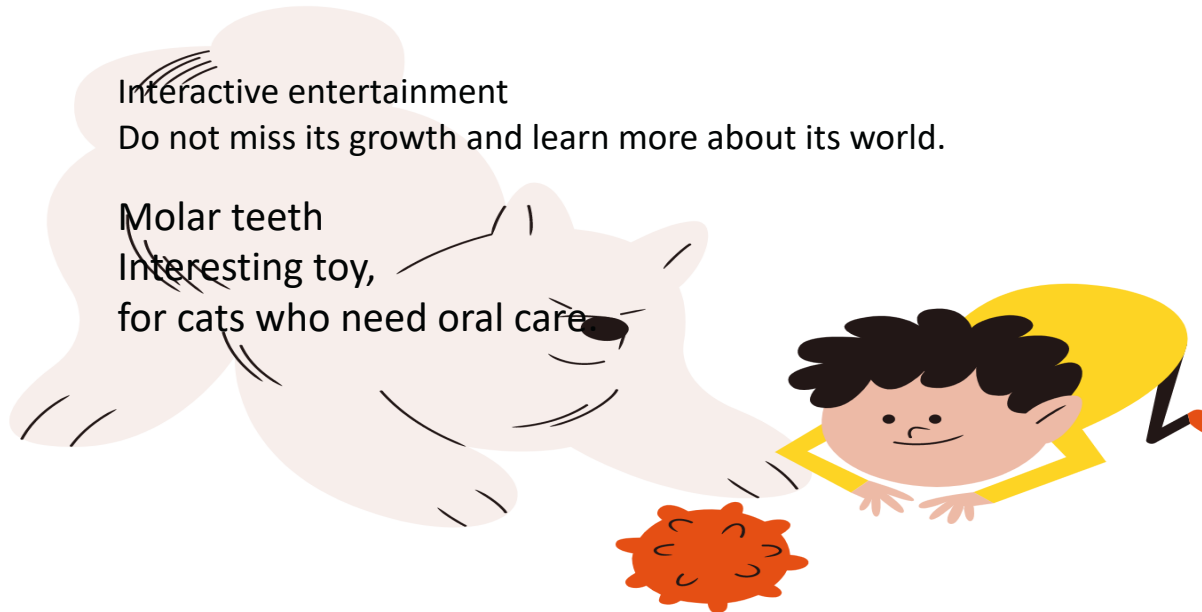 Interactive entertainment
Do not miss its growth and learn more about its world.
Molar teeth
Interesting toy,
for cats who need oral care.